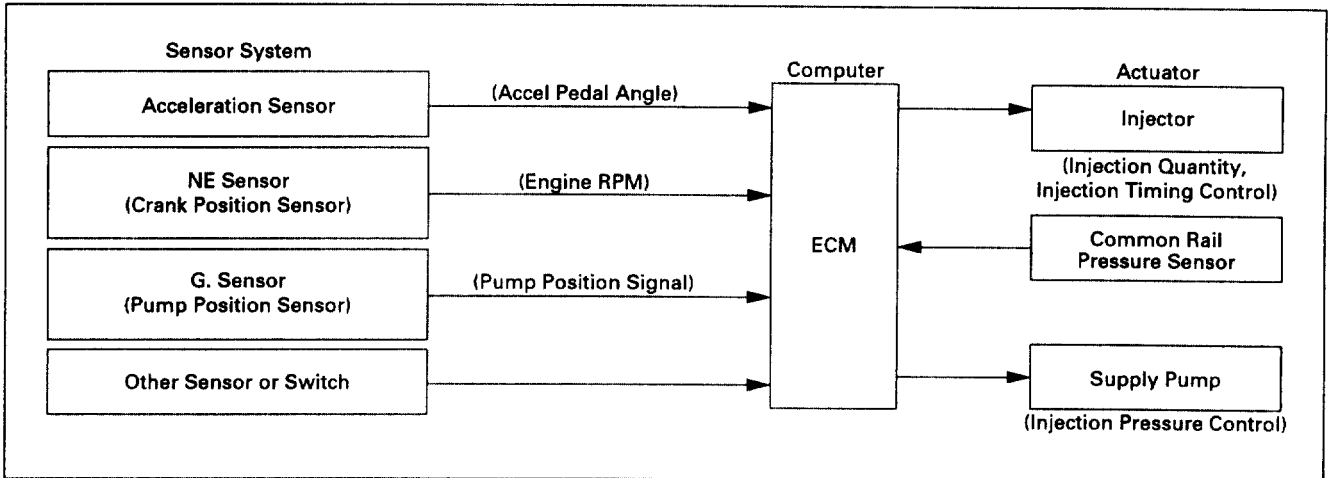 Sensor System
Acceleration Sensor
(Accel Pedal Angle)
NE Sensor
(Crank Position Sensor)
(Engine RPM)
G. Sensor
(Pump Position Sensor)
(Pump Position Signal)
Other Sensor or Switch
Computer
ECM
Actuator
Injector
(Injection Quantity,
Injection Timing Control)
Common Rail
Pressure Sensor
Supply Pump
(Injection Pressure Control)